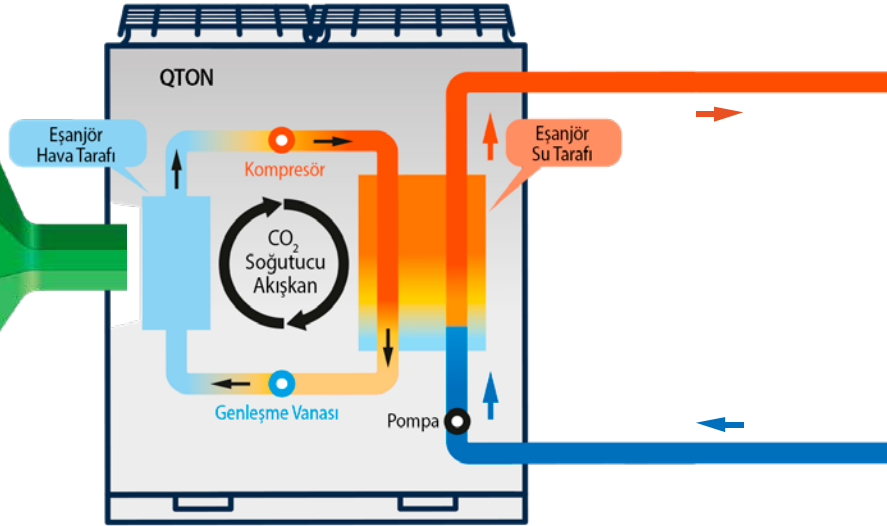 QTON
Eşanjör
Hava Tarafı
Kompresör
Eşanjör
Su Tarafı
CO₂
Soğutucu
Akışkan
Genleşme Vanası
Pompa